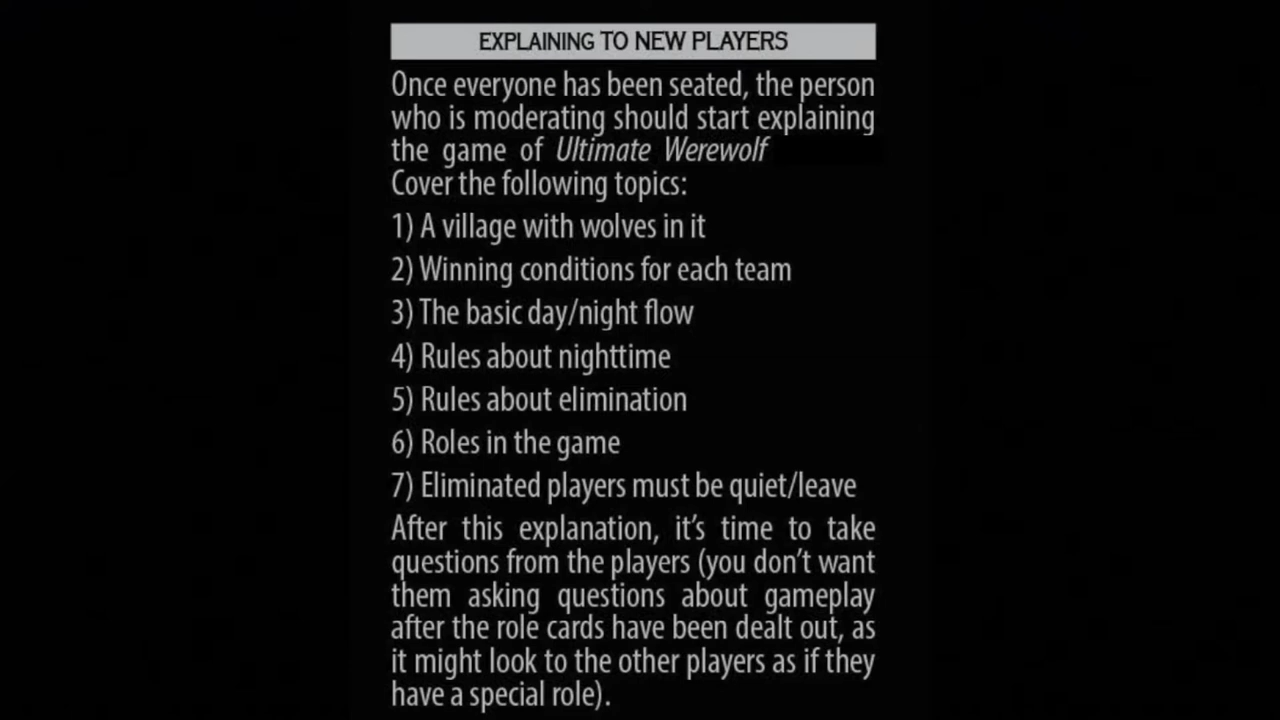 EXPLAINING TO NEW PLAYERS
Once everyone has been seated, the person
who is moderating should start explaining
the game of Ultimate Werewolf
Cover the following topics:
1) A village with wolves in it
2) Winning conditions for each team
3) The basic day/night flow
4) Rules about nighttime
5) Rules about elimination
6) Roles in the game
7) Eliminated players must be quiet/leave
After this explanation, it's time to take
questions from the players (you don't want
them asking questions about gameplay
after the role cards have been dealt out, as
it might look to the other players as if they
have a special role).